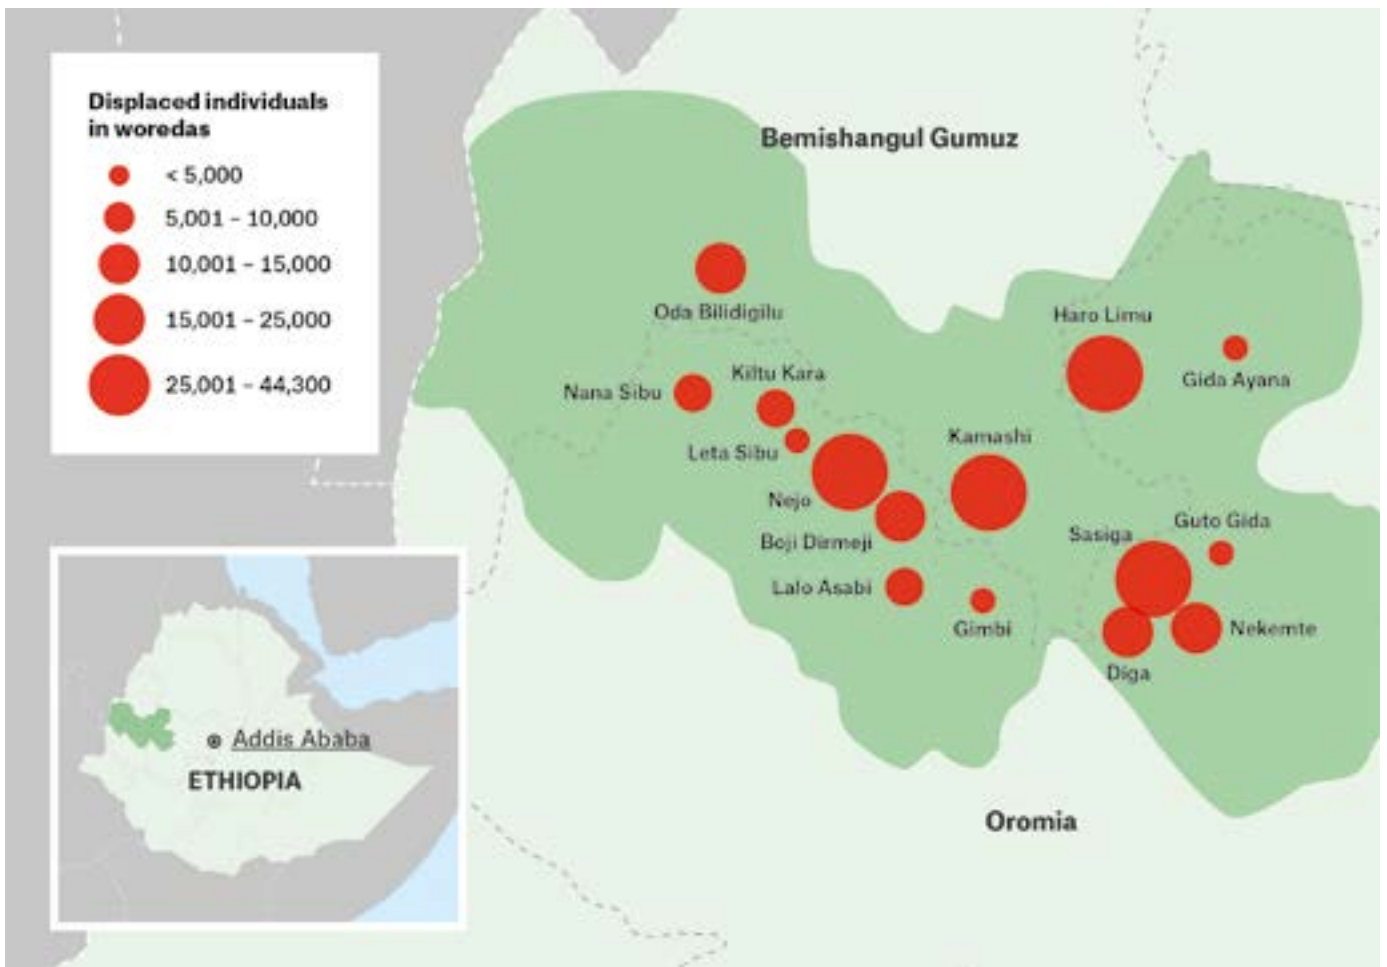 Displaced individuals
in woredas
< 5,000
5,001 – 10,000
10,001 – 15,000
15,001 – 25,000
25,001 – 44,300
Bemishangul Gumuz
Oda Bilidigilu
Haro Limu
Gida Ayana
Kiltu Kara
Nana Sibu
Leta Sibu
Kamashi
Nejo
Boji Dirmeji
Sasiga
Guto Gida
Lalo Asabi
Gimbi
Nekemte
Diga
Addis Ababa
ETHIOPIA
Oromia